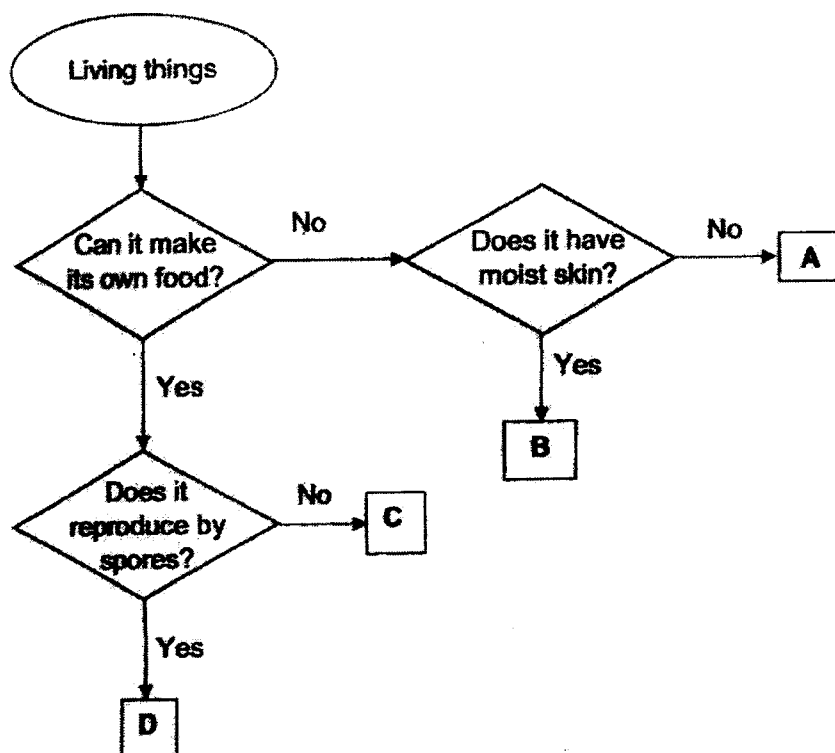 Living things
Can it make
its own food?
No
Does it have
moist skin?
No
A
Yes
Yes
B
Does it
reproduce by
spores?
No
C
Yes
D